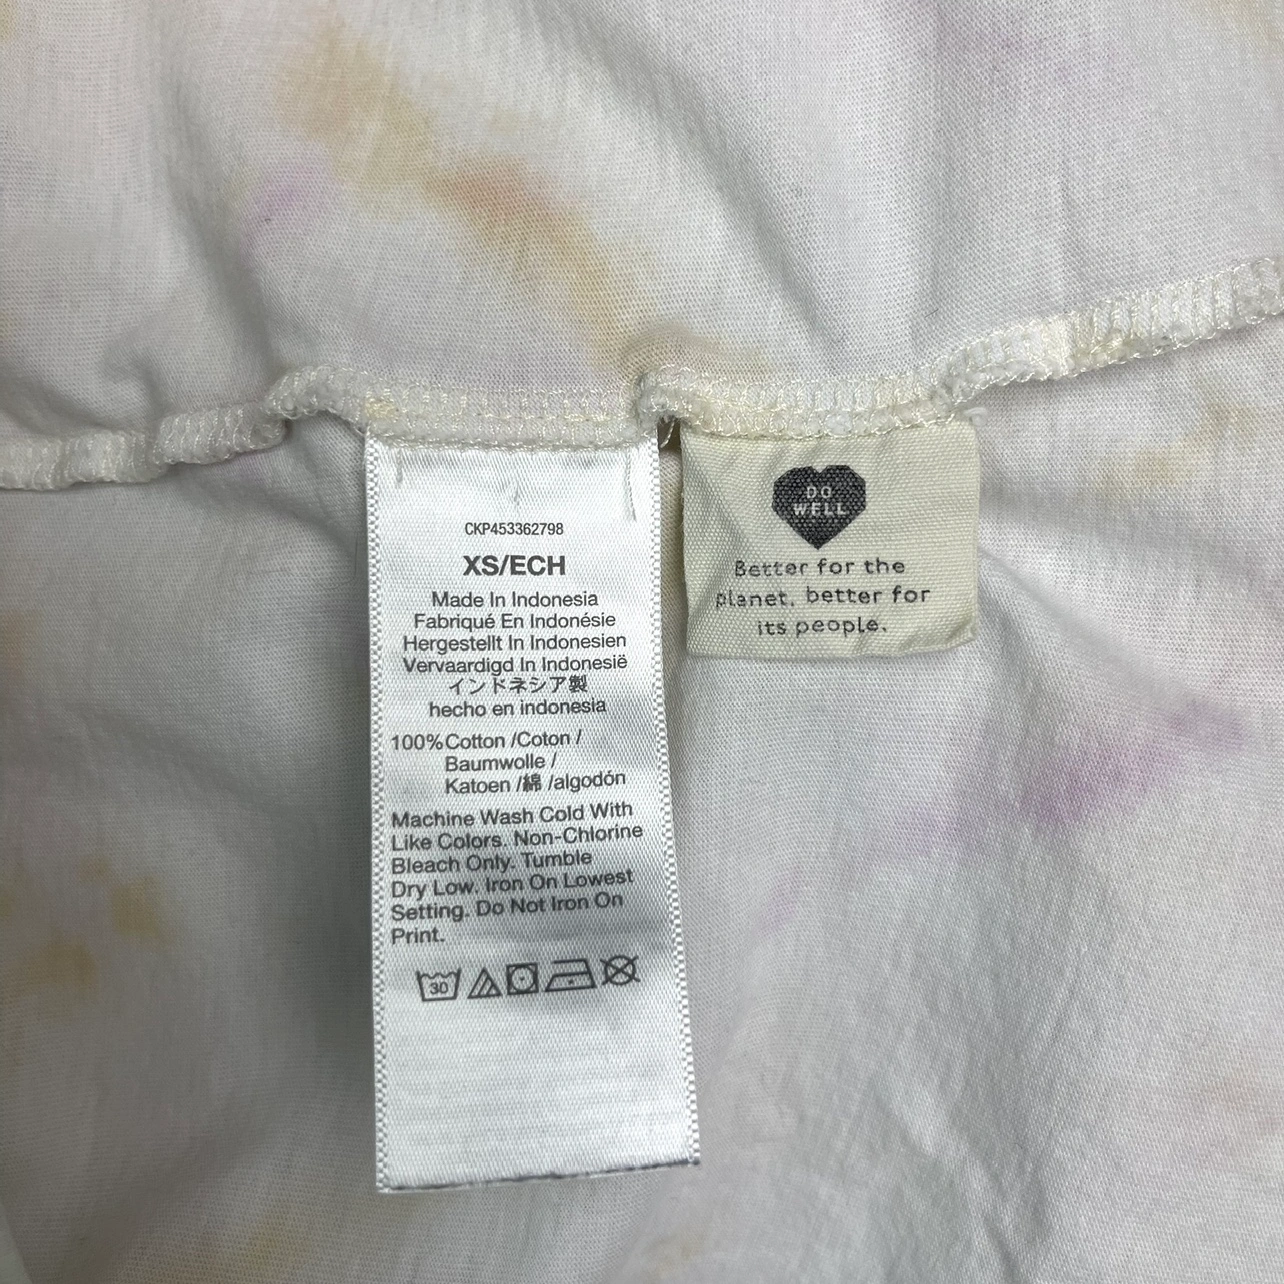 CKP453362798
XS/ECH
Made In Indonesia
Fabriqué En Indonésie
Hergestellt In Indonesien
Vervaardigd In Indonesië
インドネシア製
hecho en indonesia
100%Cotton /Coton /
Baumwolle /
Katoen /綿 /algodón
Machine Wash Cold With
Like Colors. Non-Chlorine
Bleach Only. Tumble
Dry Low. Iron On Lowest
Setting. Do Not Iron On
Print.
30
DO
WELL
Better for the
planet, better for
its people.